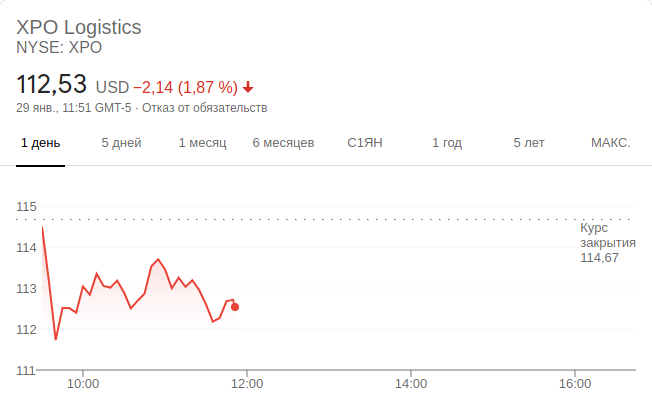 XPO Logistics
NYSE: XPO
112,53 USD −2,14 (1,87 %)
29 янв., 11:51 GMT-5 · Отказ от обязательств
1 день 5 дней 1 месяц 6 месяцев С1ЯН 1 год 5 лет МАКС.
115
114
113
112
111
Курс
закрытия
114,67
10:00 12:00 14:00 16:00